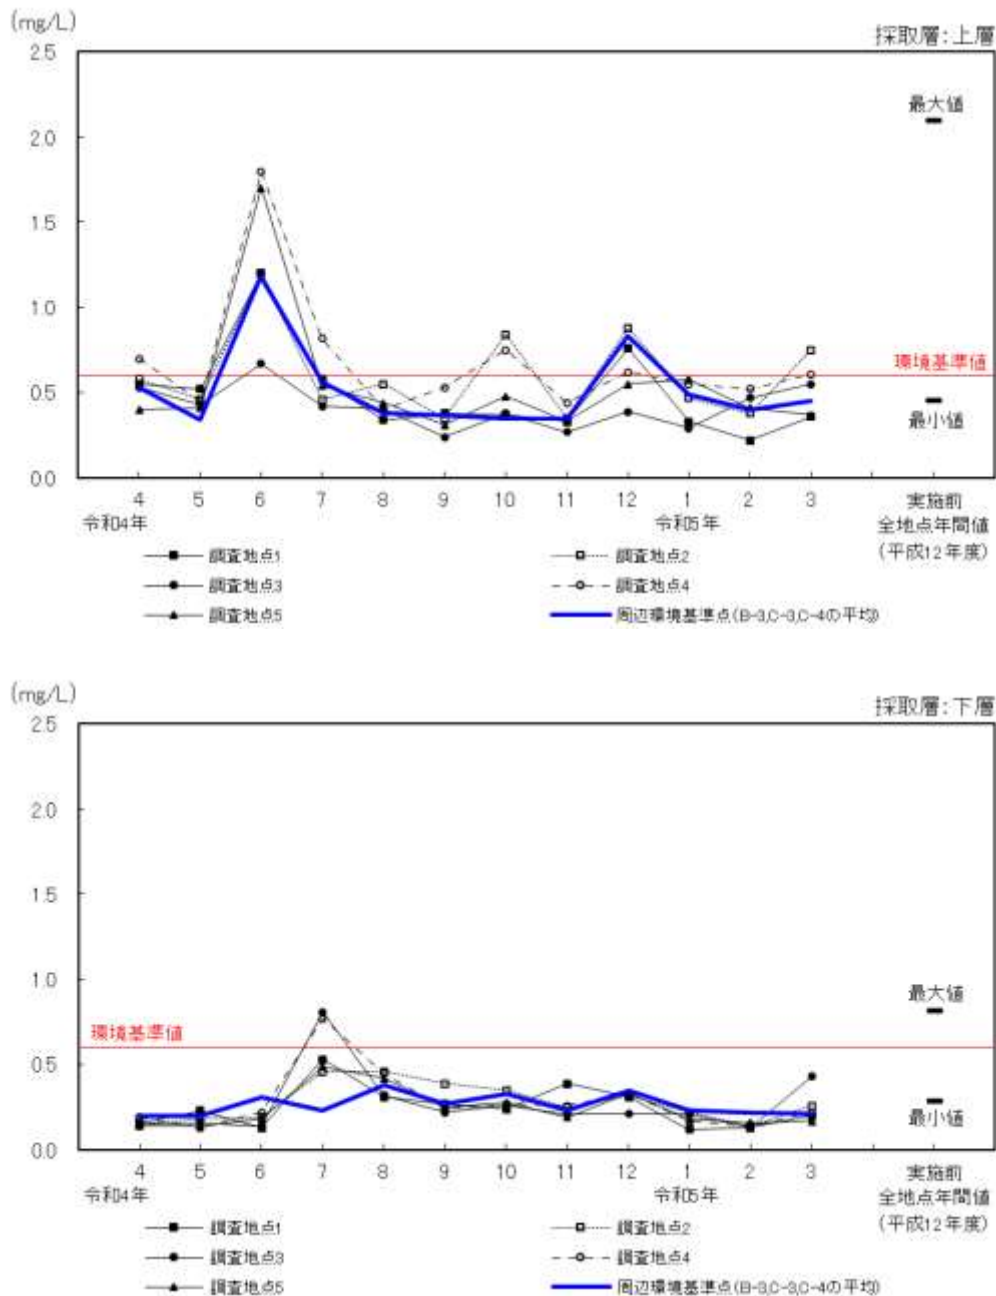 (mg/L)
採取層:上層
2.5
最大値
2.0
1.5
1.0
環境基準値
0.5
最小値
0.0
4 5 6 7 8 9 10 11 12 1 2 3 実施前
令和4年 令和5年 全地点年間値
(平成12年度)
調査地点1 調査地点2
調査地点3 調査地点4
調査地点5 周辺環境基準点(B-3,C-3,C-4の平均)
(mg/L)
採取層:下層
2.5
2.0
1.5
1.0
最大値
環境基準値
0.5
最小値
0.0
4 5 6 7 8 9 10 11 12 1 2 3 実施前
令和4年 令和5年 全地点年間値
(平成12年度)
調査地点1 調査地点2
調査地点3 調査地点4
調査地点5 周辺環境基準点(B-3,C-3,C-4の平均)